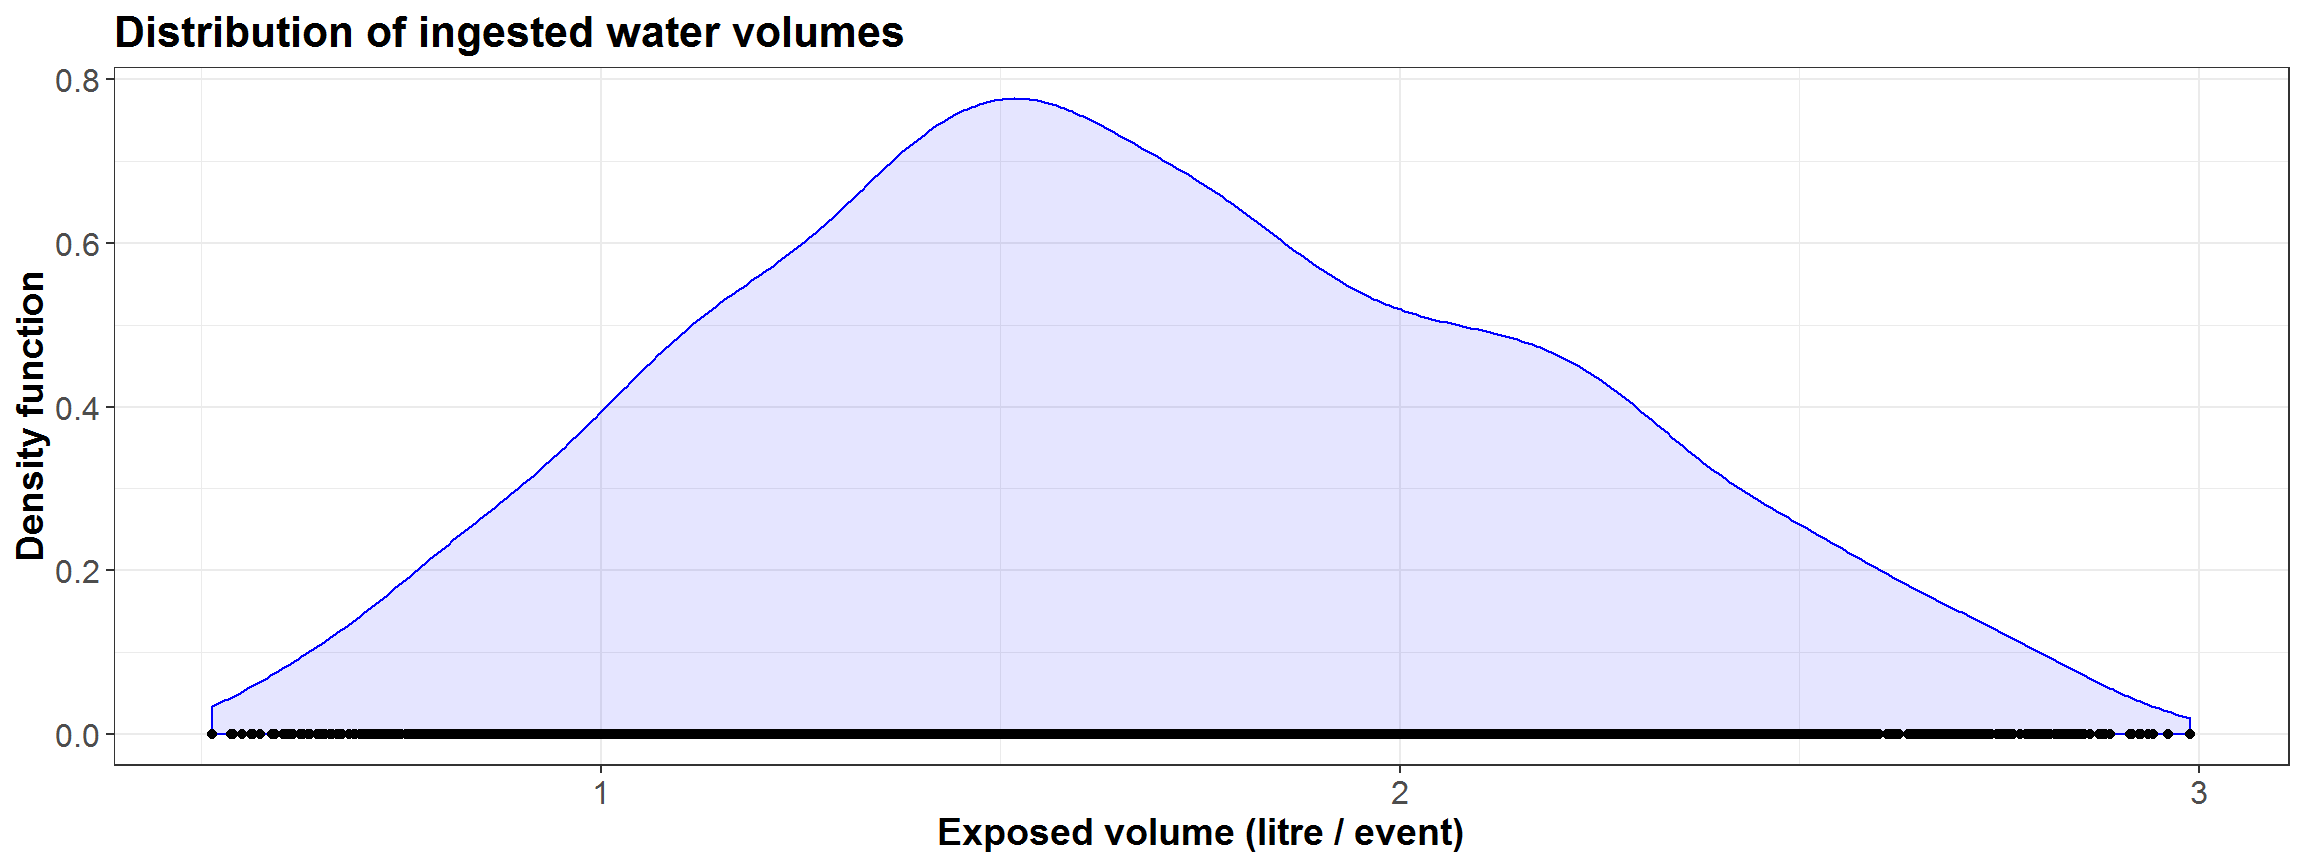 Distribution of ingested water volumes
0.8
0.6
0.4
0.2
0.0
Density function
1 2 3
Exposed volume (litre / event)